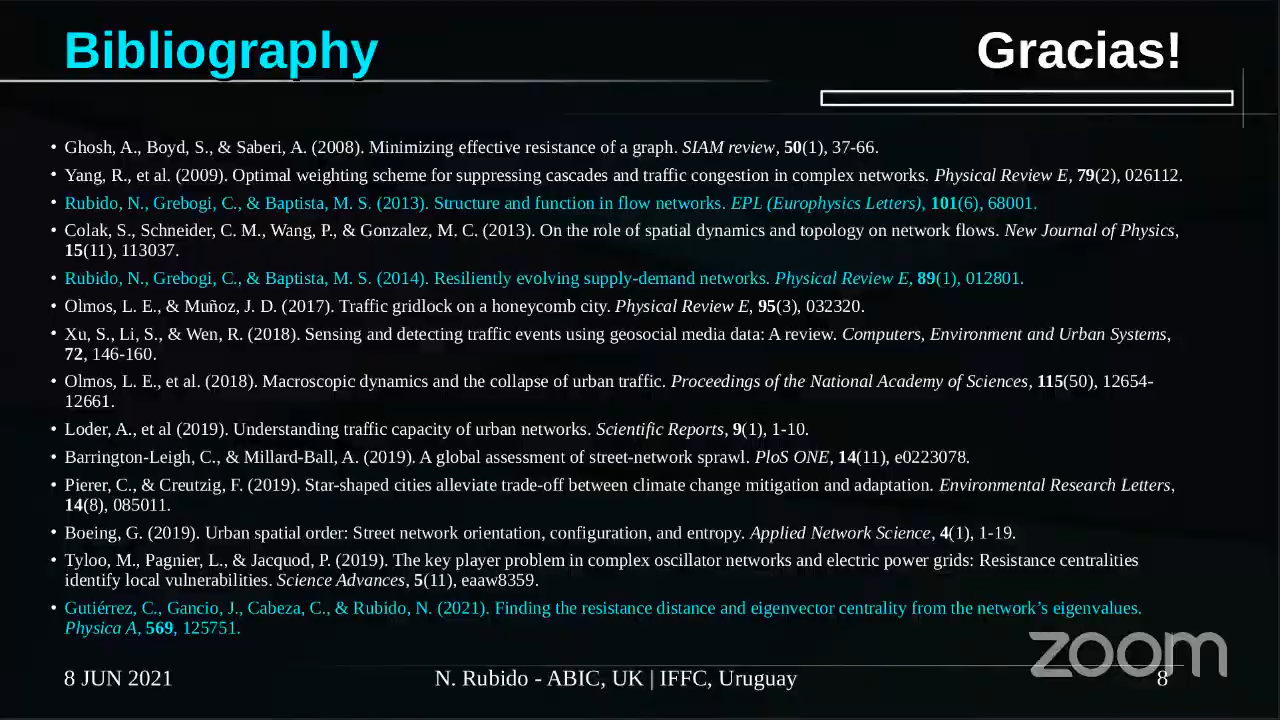 Bibliography
Gracias!
• Ghosh, A., Boyd, S., & Saberi, A. (2008). Minimizing effective resistance of a graph. SIAM review, 50(1), 37-66.
• Yang, R., et al. (2009). Optimal weighting scheme for suppressing cascades and traffic congestion in complex networks. Physical Review E, 79(2), 026112.
• Rubido, N., Grebogi, C., & Baptista, M. S. (2013). Structure and function in flow networks. EPL (Europhysics Letters), 101(6), 68001.
• Colak, S., Schneider, C. M., Wang, P., & Gonzalez, M. C. (2013). On the role of spatial dynamics and topology on network flows. New Journal of Physics,
15(11), 113037.
• Rubido, N., Grebogi, C., & Baptista, M. S. (2014). Resiliently evolving supply-demand networks. Physical Review E, 89(1), 012801.
• Olmos, L. E., & Muñoz, J. D. (2017). Traffic gridlock on a honeycomb city. Physical Review E, 95(3), 032320.
• Xu, S., Li, S., & Wen, R. (2018). Sensing and detecting traffic events using geosocial media data: A review. Computers, Environment and Urban Systems,
72, 146-160.
• Olmos, L. E., et al. (2018). Macroscopic dynamics and the collapse of urban traffic. Proceedings of the National Academy of Sciences, 115(50), 12654-
12661.
• Loder, A., et al (2019). Understanding traffic capacity of urban networks. Scientific Reports, 9(1), 1-10.
• Barrington-Leigh, C., & Millard-Ball, A. (2019). A global assessment of street-network sprawl. PloS ONE, 14(11), e0223078.
• Pierer, C., & Creutzig, F. (2019). Star-shaped cities alleviate trade-off between climate change mitigation and adaptation. Environmental Research Letters,
14(8), 085011.
• Boeing, G. (2019). Urban spatial order: Street network orientation, configuration, and entropy. Applied Network Science, 4(1), 1-19.
• Tyloo, M., Pagnier, L., & Jacquod, P. (2019). The key player problem in complex oscillator networks and electric power grids: Resistance centralities
identify local vulnerabilities. Science Advances, 5(11), eaaw8359.
• Gutiérrez, C., Gancio, J., Cabeza, C., & Rubido, N. (2021). Finding the resistance distance and eigenvector centrality from the network’s eigenvalues.
Physica A, 569, 125751.
zoom
8 JUN 2021
N. Rubido - ABIC, UK | IFFC, Uruguay
8